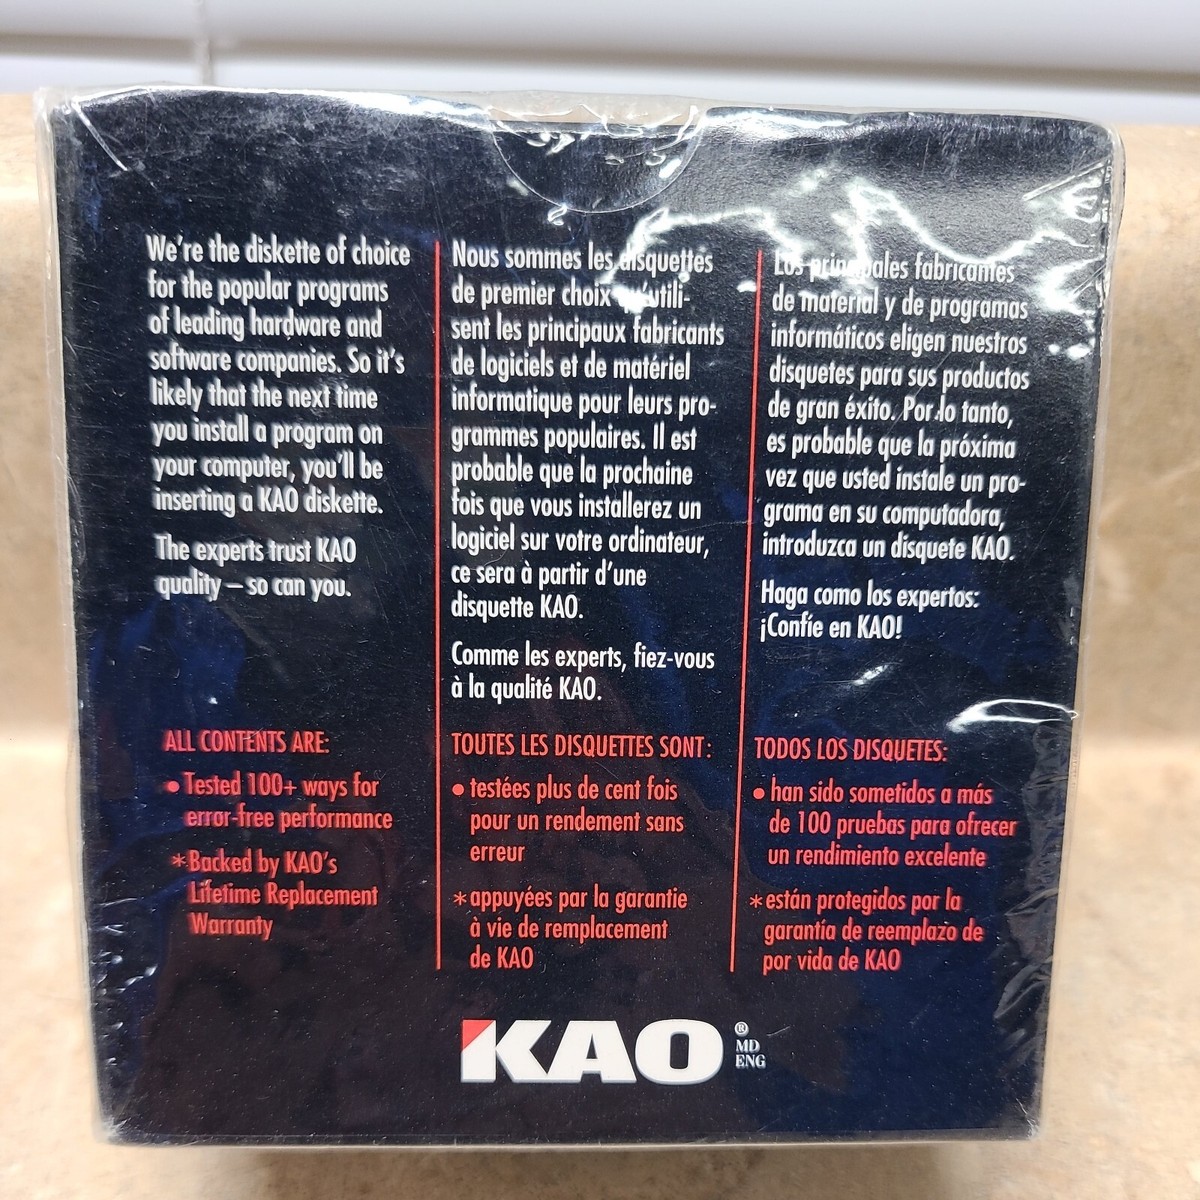 We're the diskette of choice
for the popular programs
of leading hardware and
software companies. So it's
likely that the next time
you install a program on
your computer, you'll be
inserting a KAO diskette.
The experts trust KAO
quality – so can you.
ALL CONTENTS ARE:
• Tested 100+ ways for
error-free performance
* Backed by KAO's
Lifetime Replacement
Warranty
Nous sommes les disquettes
de premier choix qu'utili-
sent les principaux fabricants
de logiciels et de matériel
informatique pour leurs pro-
grammes populaires. Il est
probable que la prochaine
fois que vous installerez un
logiciel sur votre ordinateur,
ce sera à partir d'une
disquette KAO.
Comme les experts, fiez-vous
à la qualité KAO.
TOUTES LES DISQUETTES SONT:
• testées plus de cent fois
pour un rendement sans
erreur
* appuyées par la garantie
à vie de remplacement
de KAO
Los principales fabricantes
de material y de programas
informáticos eligen nuestros
disquetes para sus productos
de gran éxito. Por lo tanto,
es probable que la próxima
vez que usted instale un pro-
grama en su computadora,
introduzca un disquete KAO.
Haga como los expertos:
¡Confíe en KAO!
TODOS LOS DISQUETES:
• han sido sometidos a más
de 100 pruebas para ofrecer
un rendimiento excelente
* están protegidos por la
garantía de reemplazo de
por vida de KAO
KAO ®
MD
ENG